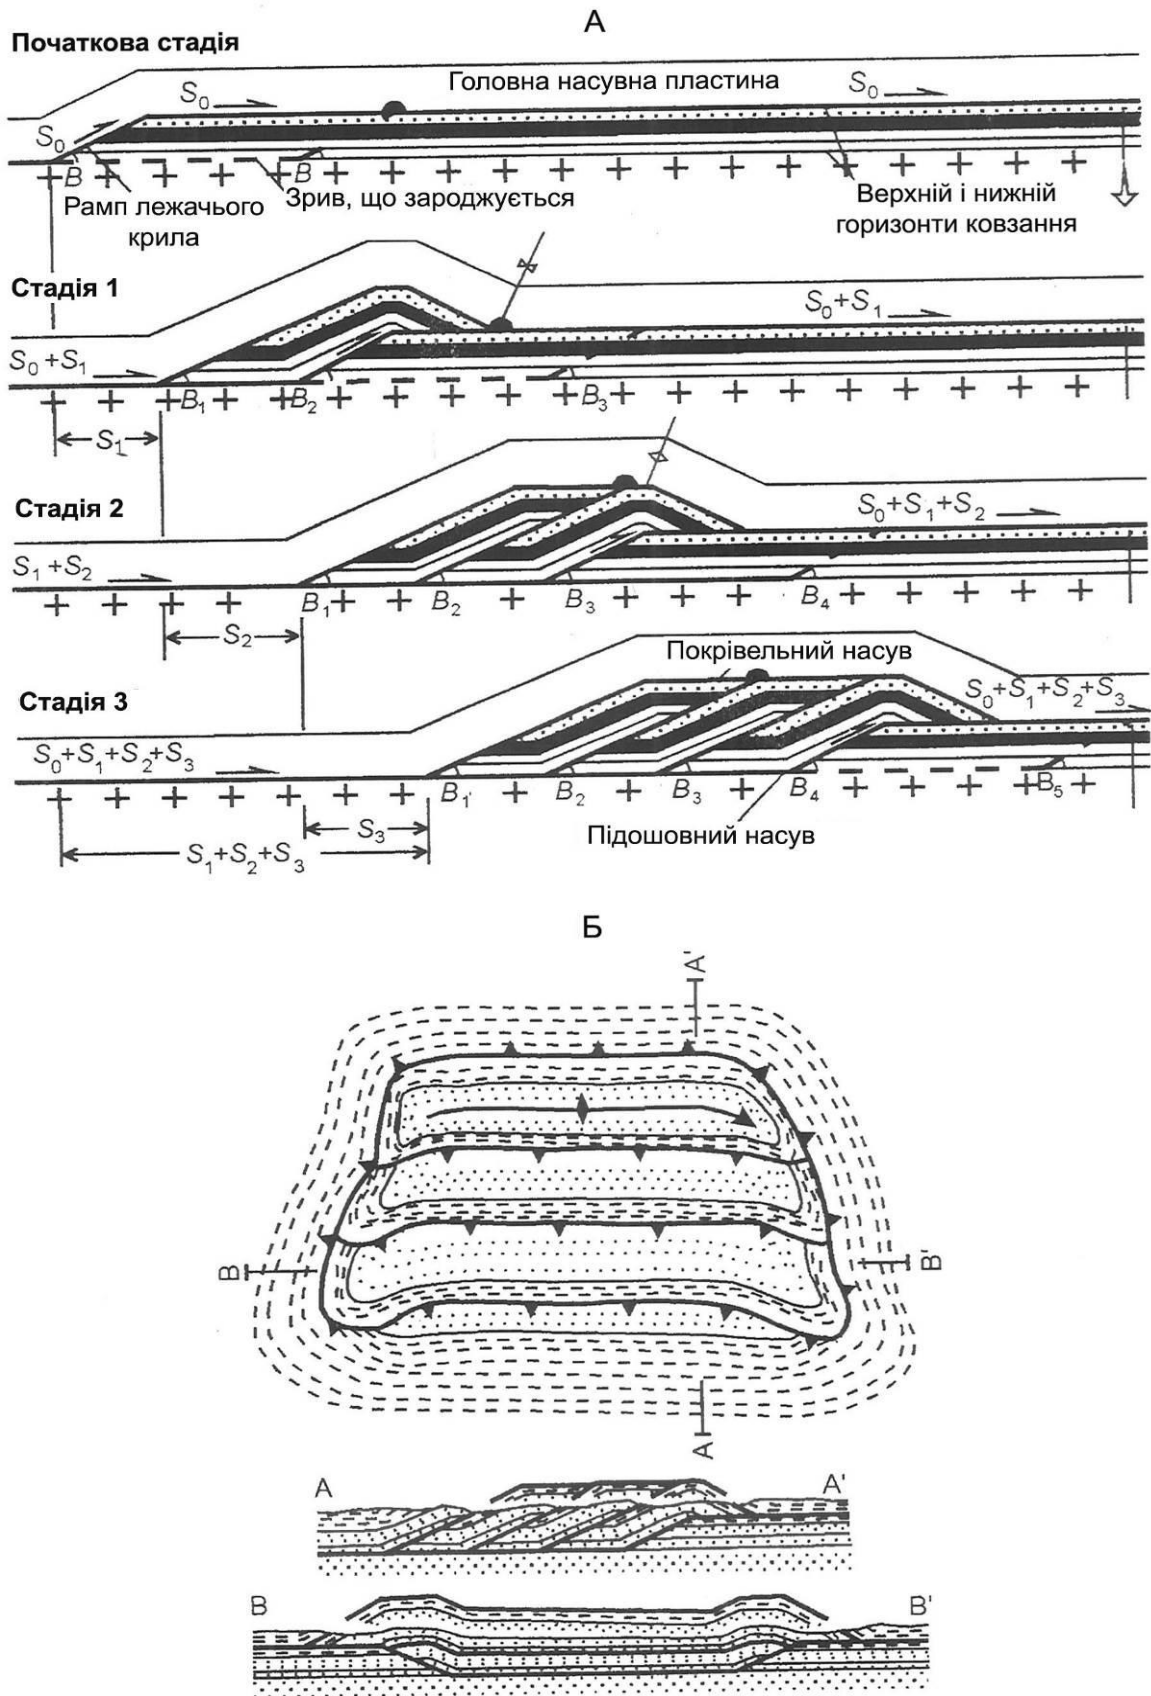 А
Початкова стадія
Головна насувна пластина
S₀
S₀
S₀
B
B
Рамп лежачього
крила
Зрив, що зароджується
Верхній і нижній
горизонти ковзання
Стадія 1
S₀+S₁
S₀+S₁
B₁
B₂
B₃
S₁
Стадія 2
S₀+S₁+S₂
S₁+S₂
B₁
B₂
B₃
B₄
S₂
Покрівельний насув
Стадія 3
S₀+S₁+S₂+S₃
S₀+S₁+S₂+S₃
B₁
B₂
B₃
B₄
B₅
S₃
S₁+S₂+S₃
Підошовний насув
Б
A'
B
B'
A
A
A'
B
B'